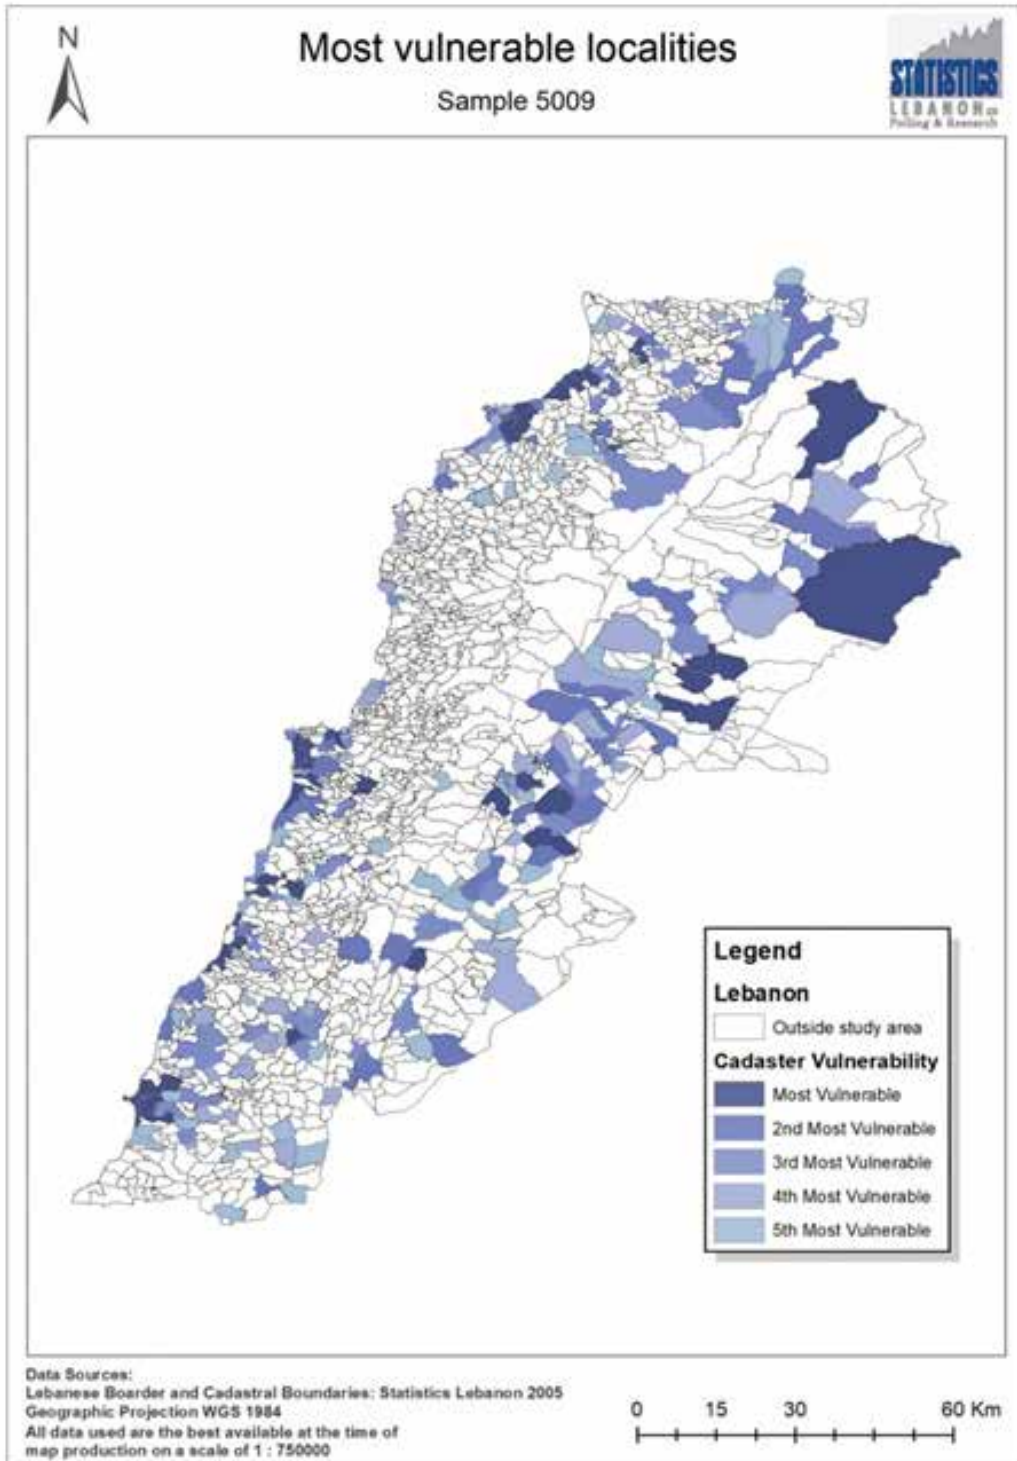 N
Most vulnerable localities
Sample 5009
STATISTICS
LEBANON
Polling & Research
Legend
Lebanon
Outside study area
Cadaster Vulnerability
Most Vulnerable
2nd Most Vulnerable
3rd Most Vulnerable
4th Most Vulnerable
5th Most Vulnerable
Data Sources:
Lebanese Boarder and Cadastral Boundaries: Statistics Lebanon 2005
Geographic Projection WGS 1984
All data used are the best available at the time of
map production on a scale of 1 : 750000
0 15 30 60 Km